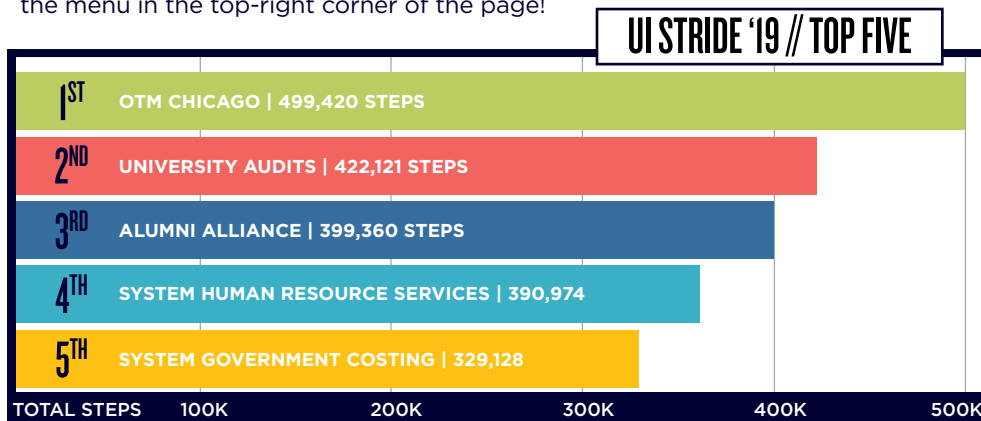 the menu in the top-right corner of the page!
UI STRIDE ‘19 // TOP FIVE
1ST OTM CHICAGO | 499,420 STEPS
2ND UNIVERSITY AUDITS | 422,121 STEPS
3RD ALUMNI ALLIANCE | 399,360 STEPS
4TH SYSTEM HUMAN RESOURCE SERVICES | 390,974
5TH SYSTEM GOVERNMENT COSTING | 329,128
TOTAL STEPS 100K 200K 300K 400K 500K